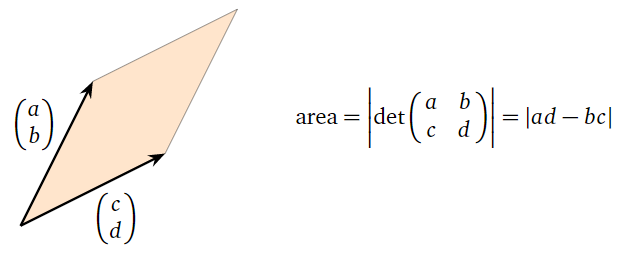 (a
b)
(c
d)
area = |det(a b
c d)| = |ad − bc|